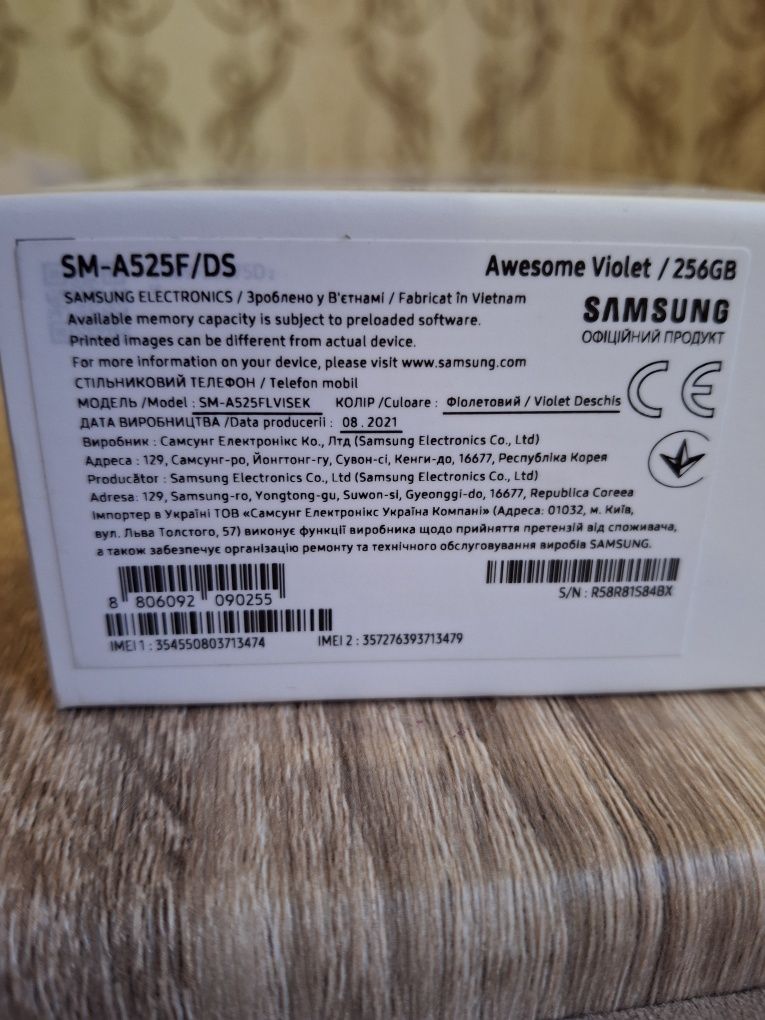 SM-A525F/DS
Awesome Violet / 256GB
SAMSUNG ELECTRONICS / Зроблено у В'єтнамі / Fabricat în Vietnam
SAMSUNG
ОФІЦІЙНИЙ ПРОДУКТ
Available memory capacity is subject to preloaded software.
Printed images can be different from actual device.
For more information on your device, please visit www.samsung.com
СТІЛЬНИКОВИЙ ТЕЛЕФОН / Telefon mobil
МОДЕЛЬ /Model : SM-A525FLVISEK КОЛІР /Culoare : Фіолетовий / Violet Deschis
CE
ДАТА ВИРОБНИЦТВА /Data producerii : 08.2021
Виробник : Самсунг Електронікс Ко., Лтд (Samsung Electronics Co., Ltd)
Адреса : 129, Самсунг-ро, Йонгтонг-гу, Сувон-сі, Кенги-до, 16677, Республіка Корея
Producător : Samsung Electronics Co., Ltd (Samsung Electronics Co., Ltd)
Adresa: 129, Samsung-ro, Yongtong-gu, Suwon-si, Gyeonggi-do, 16677, Republica Coreea
Імпортер в Україні ТОВ «Самсунг Електронікс Україна Компані» (Адреса: 01032, м. Київ,
вул. Льва Толстого, 57) виконує функції виробника щодо прийняття претензій від споживача,
а також забезпечує організацію ремонту та технічного обслуговування виробів SAMSUNG.
8 806092 090255
S/N : R58R81S84BX
IMEI 1 : 354550803713474 IMEI 2 : 357276393713479